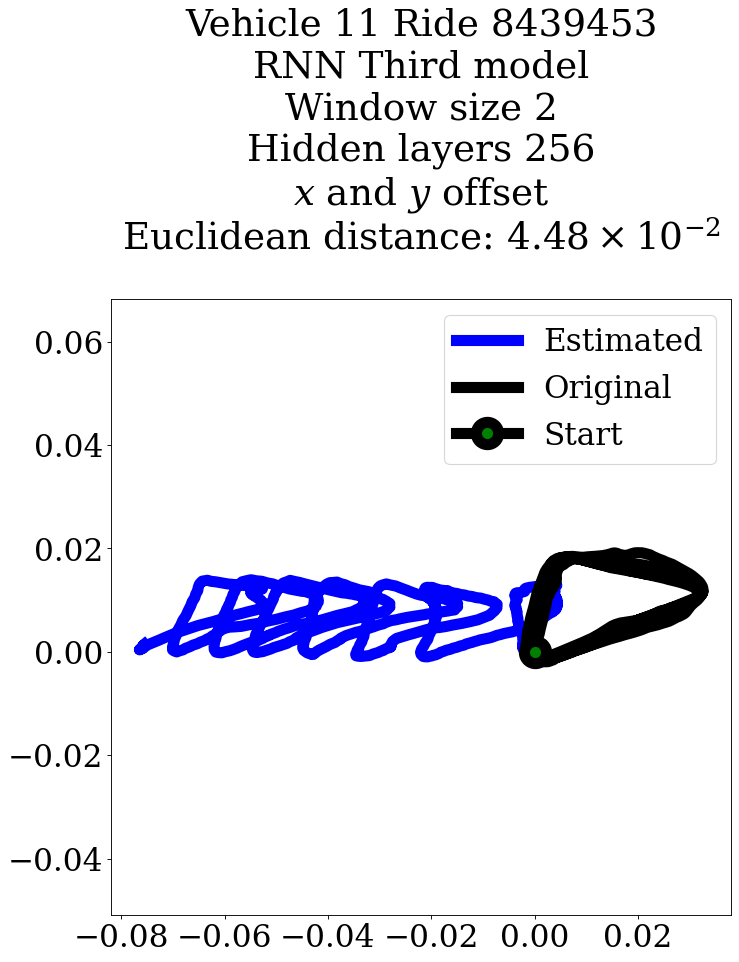 Vehicle 11 Ride 8439453
RNN Third model
Window size 2
Hidden layers 256
x and y offset
Euclidean distance: 4.48 × 10⁻²
Estimated
Original
Start
0.06
0.04
0.02
0.00
−0.02
−0.04
−0.08 −0.06 −0.04 −0.02 0.00 0.02